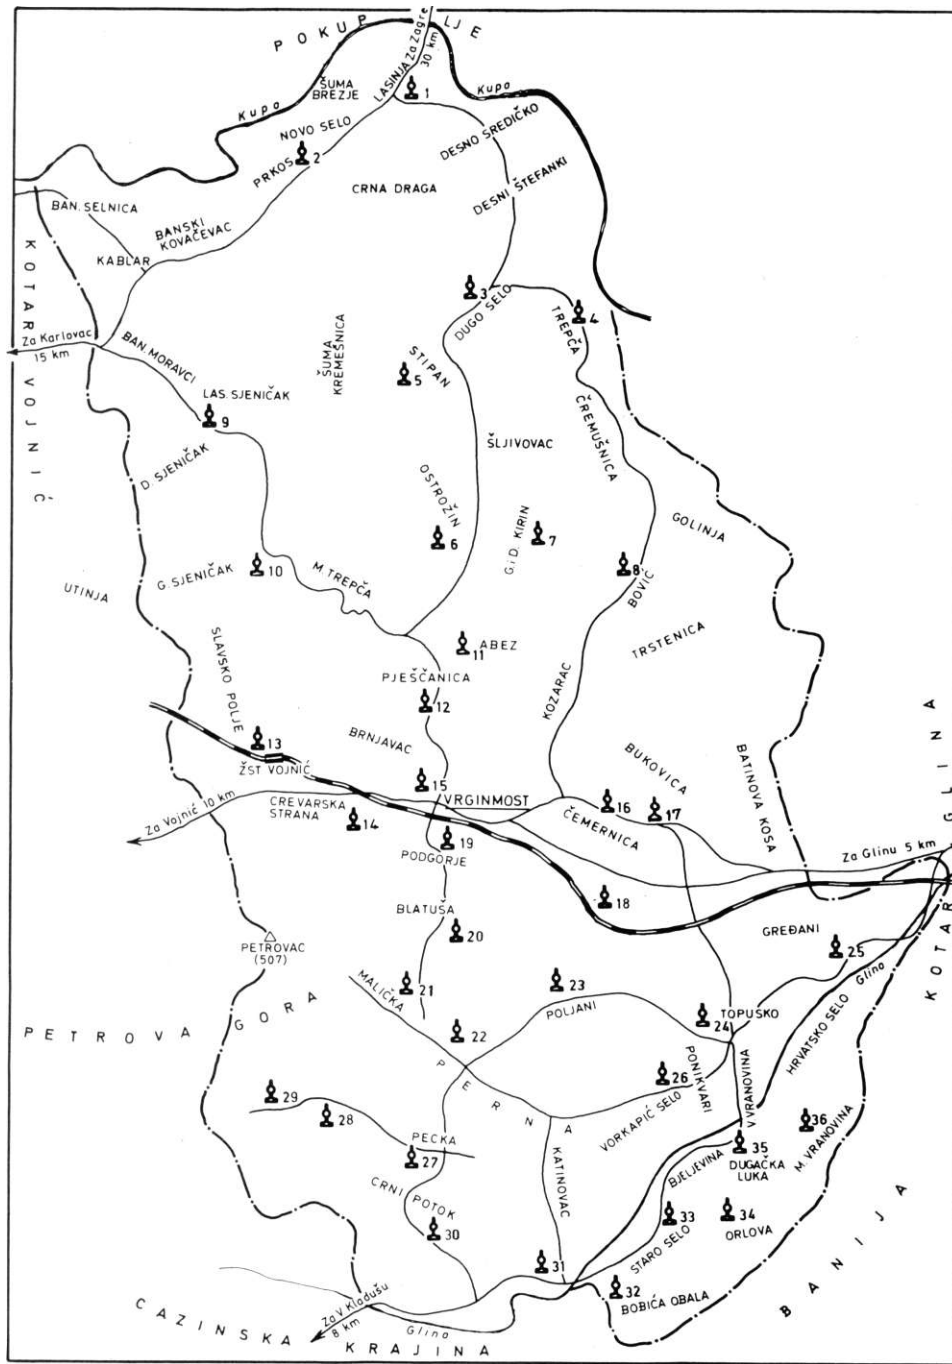 POKUPLJE
Za Zagreb
30 km
LASINJA
1
Kupa
ŠUMA
BREZJE
Kupa
NOVO SELO
PRKOS
2
DESNO SREDIČKO
DESNI ŠTEFANKI
CRNA DRAGA
BAN. SELNICA
BANSKI
KOVAČEVAC
KABLAR
KOTAR VOJNIĆ
3
DUGO SELO
TREPČA
4
Za Karlovac
15 km
BAN. MORAVCI
ŠUMA
KREMEŠNICA
STIPAN
5
LAS. SJENIČAK
9
ČREMUŠNICA
ŠLJIVOVAC
D. SJENIČAK
OSTROŽIN
6
G.i D. KIRIN
7
GOLINJA
8
BOVIĆ
G. SJENIČAK
10
M. TREPČA
UTINJA
TRSTENICA
SLAVSKO POLJE
11
ABEZ
PJEŠČANICA
12
KOZARAC
13
ŽST VOJNIĆ
BRNJAVAC
BUKOVICA
BATINOVA KOSA
KOTAR GLINA
15
Za Vojnić 10 km
CREVARSKA
STRANA
14
VRGINMOST
16
17
ČEMERNICA
19
PODGORJE
Za Glinu 5 km
18
BLATUŠA
20
GREĐANI
25
PETROVAC
(507)
MALIČKA
21
23
POLJANI
Glina
PETROVA GORA
22
24
TOPUSKO
HRVATSKO SELO
PERNA
26
PONIKVARI
V. VRANOVINA
29
28
VORKAPIĆ SELO
36
M. VRANOVINA
PECKA
27
KATINOVAC
BJELJEVINA
35
DUGAČKA
LUKA
CRNI POTOK
30
33
34
ORLOVA
STARO SELO
31
32
BOBIĆA OBALA
BANIJA
Za V. Kladušu
8 km
Glina
CAZINSKA KRAJINA